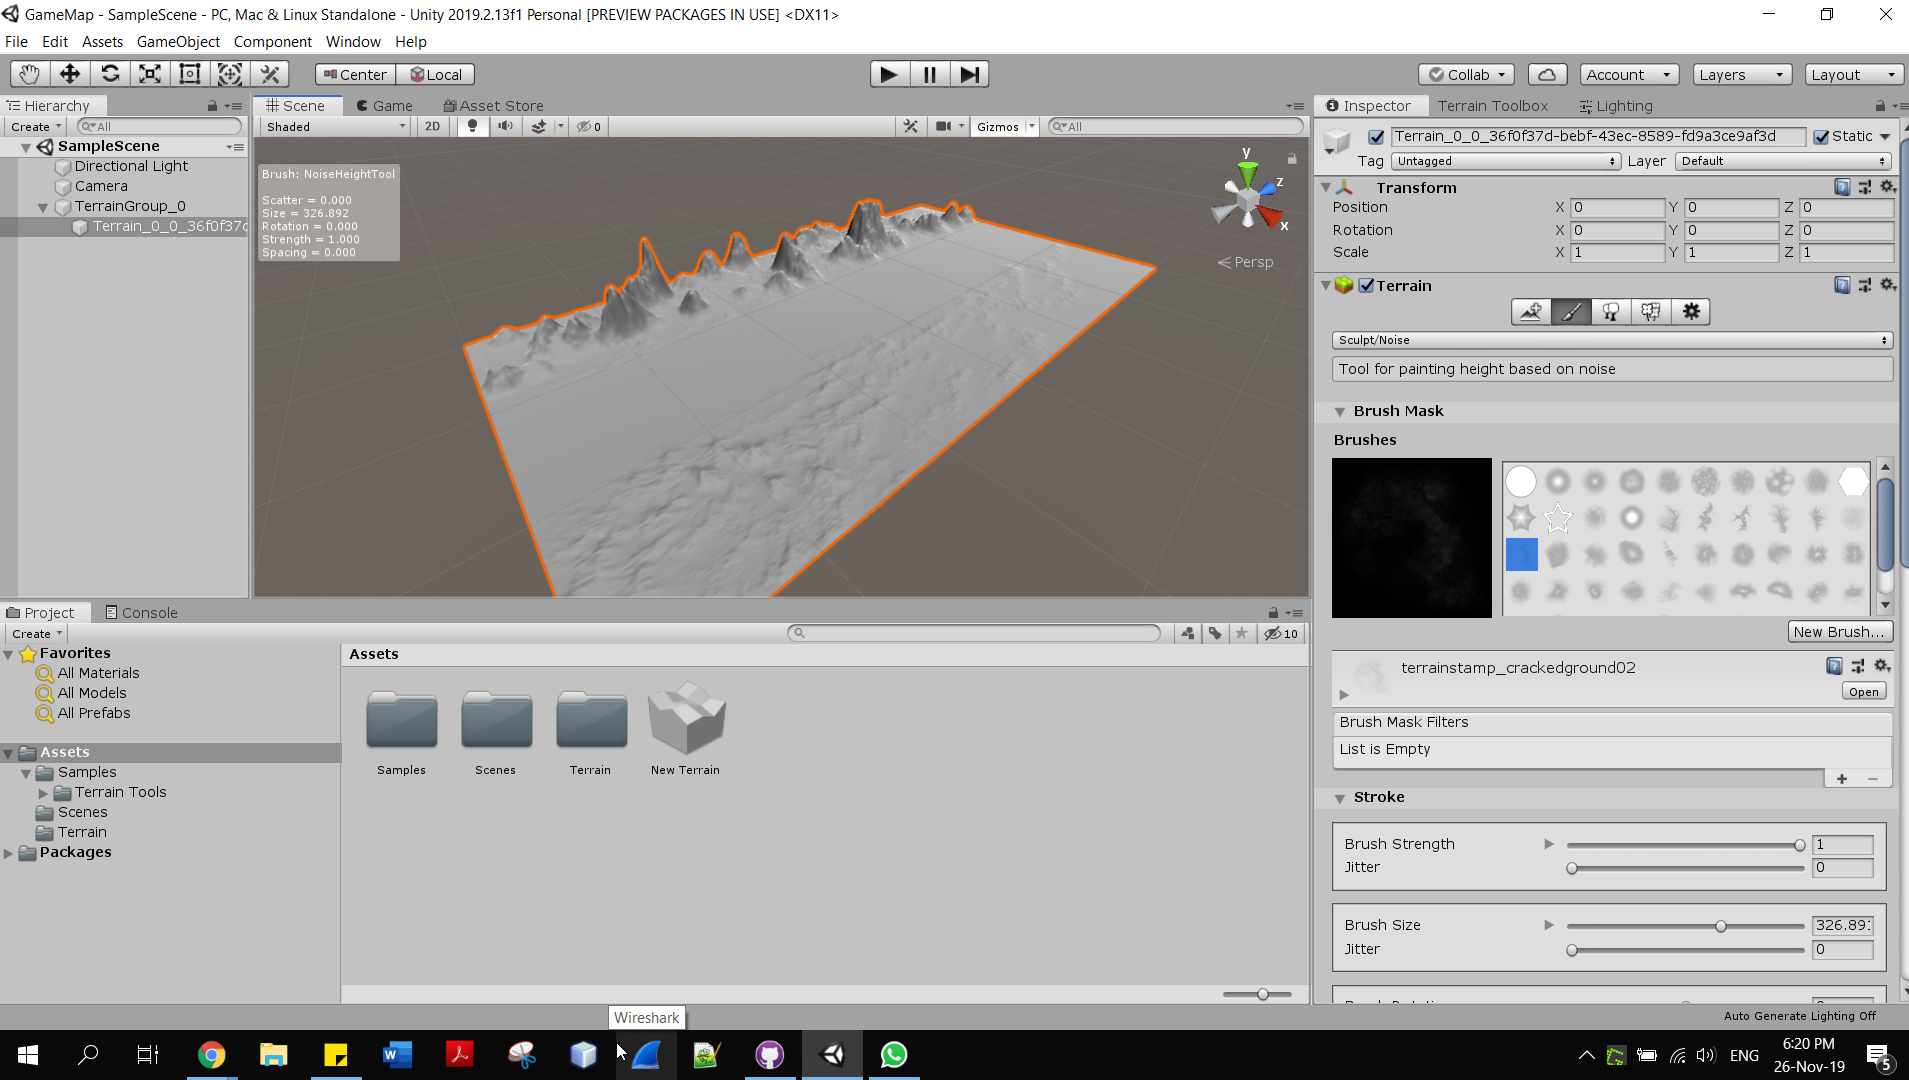 GameMap - SampleScene - PC, Mac & Linux Standalone - Unity 2019.2.13f1 Personal [PREVIEW PACKAGES IN USE] <DX11>
File Edit Assets GameObject Component Window Help
Center Local Collab Account Layers Layout
Hierarchy
Create All
SampleScene
Directional Light
Camera
TerrainGroup_0
Terrain_0_0_36f0f37c
Scene Game Asset Store
Shaded 2D 0 Gizmos All
Brush: NoiseHeightTool
Scatter = 0.000
Size = 326.892
Rotation = 0.000
Strength = 1.000
Spacing = 0.000
y
z
x
Persp
Inspector Terrain Toolbox Lighting
Terrain_0_0_36f0f37d-bebf-43ec-8589-fd9a3ce9af3d Static
Tag Untagged Layer Default
Transform
Position X 0 Y 0 Z 0
Rotation X 0 Y 0 Z 0
Scale X 1 Y 1 Z 1
Terrain
Sculpt/Noise
Tool for painting height based on noise
Brush Mask
Brushes
New Brush...
terrainstamp_crackedground02
Open
Brush Mask Filters
List is Empty
Stroke
Brush Strength 1
Jitter 0
Brush Size 326.89
Jitter 0
Project Console
Create 10
Favorites
All Materials
All Models
All Prefabs
Assets
Samples
Terrain Tools
Scenes
Terrain
Packages
Assets
Samples Scenes Terrain New Terrain
Auto Generate Lighting Off
Wireshark
ENG
6:20 PM
26-Nov-19
5